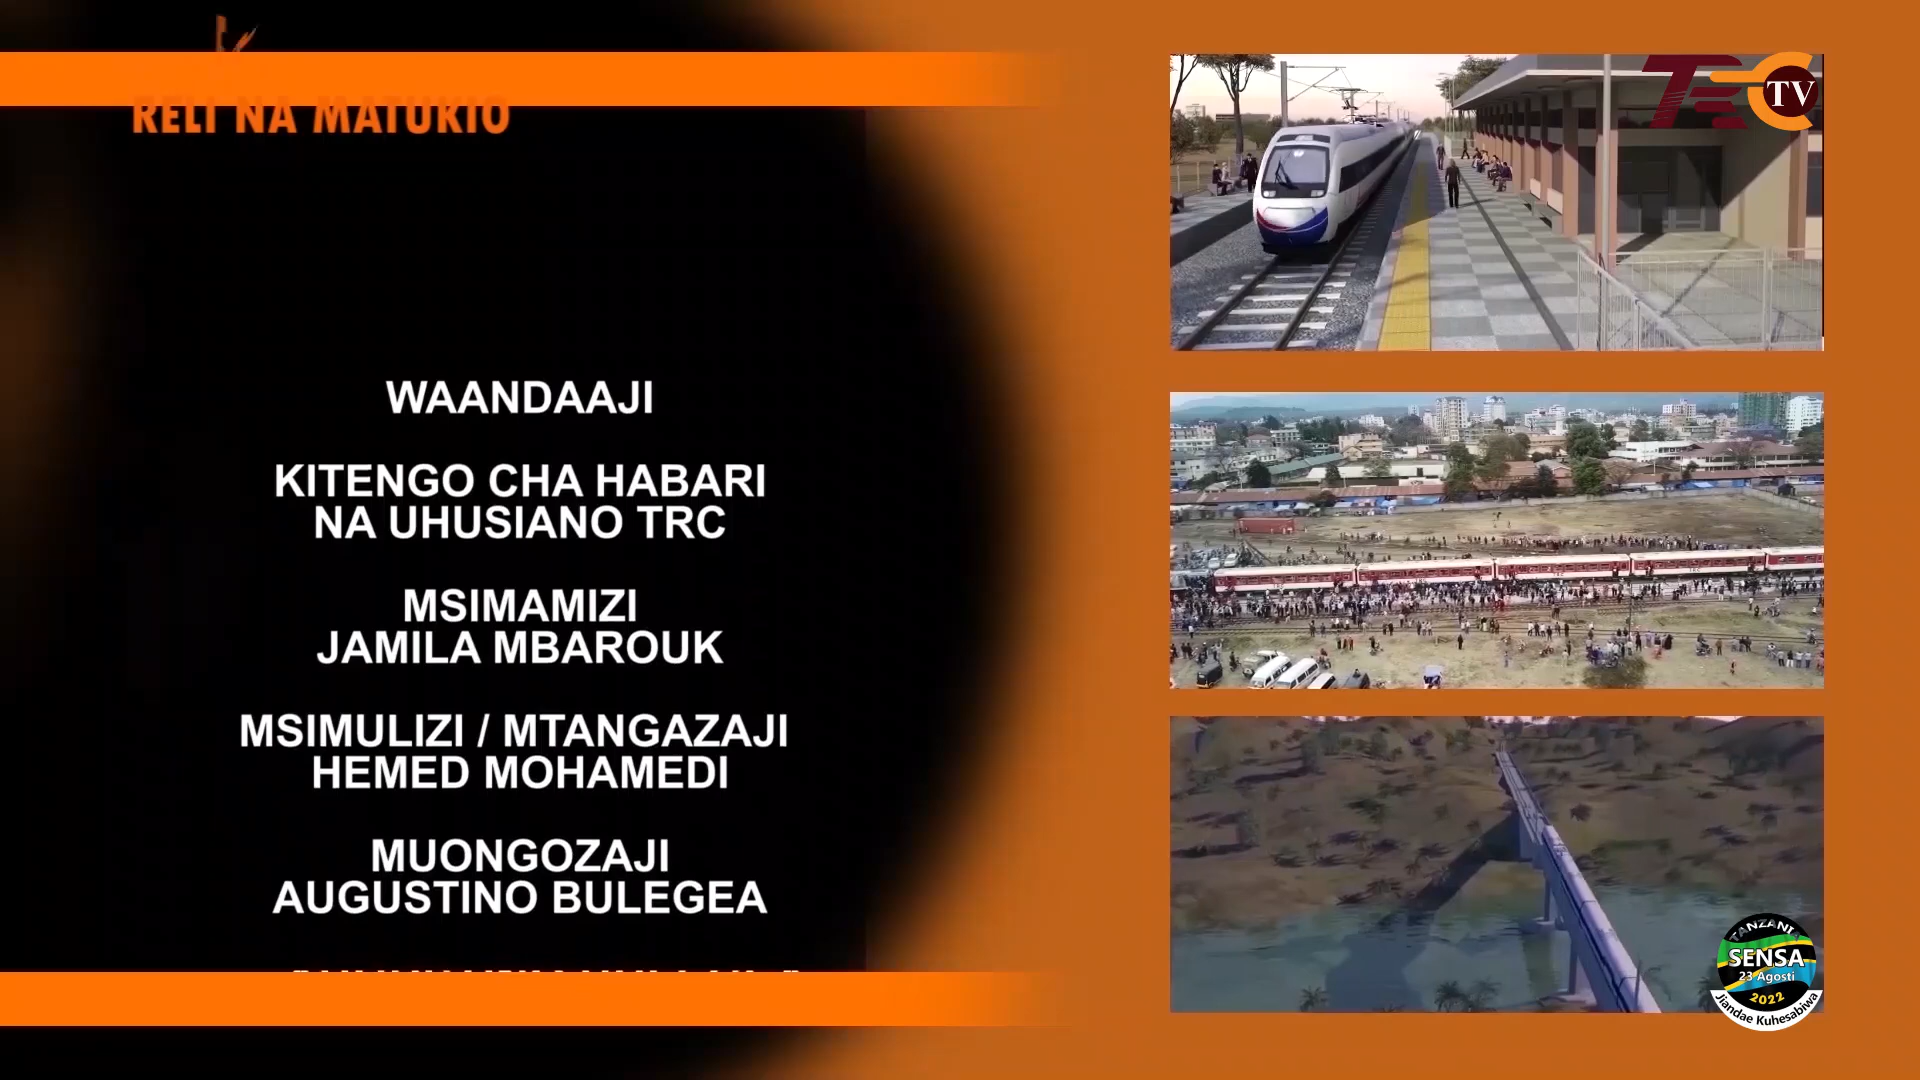 RELI NA MATUKIO
TRC
TV
WAANDAAJI
KITENGO CHA HABARI
NA UHUSIANO TRC
MSIMAMIZI
JAMILA MBAROUK
MSIMULIZI / MTANGAZAJI
HEMED MOHAMEDI
MUONGOZAJI
AUGUSTINO BULEGEA
TANZANIA
SENSA
23 Agosti
2022
Jiandae Kuhesabiwa